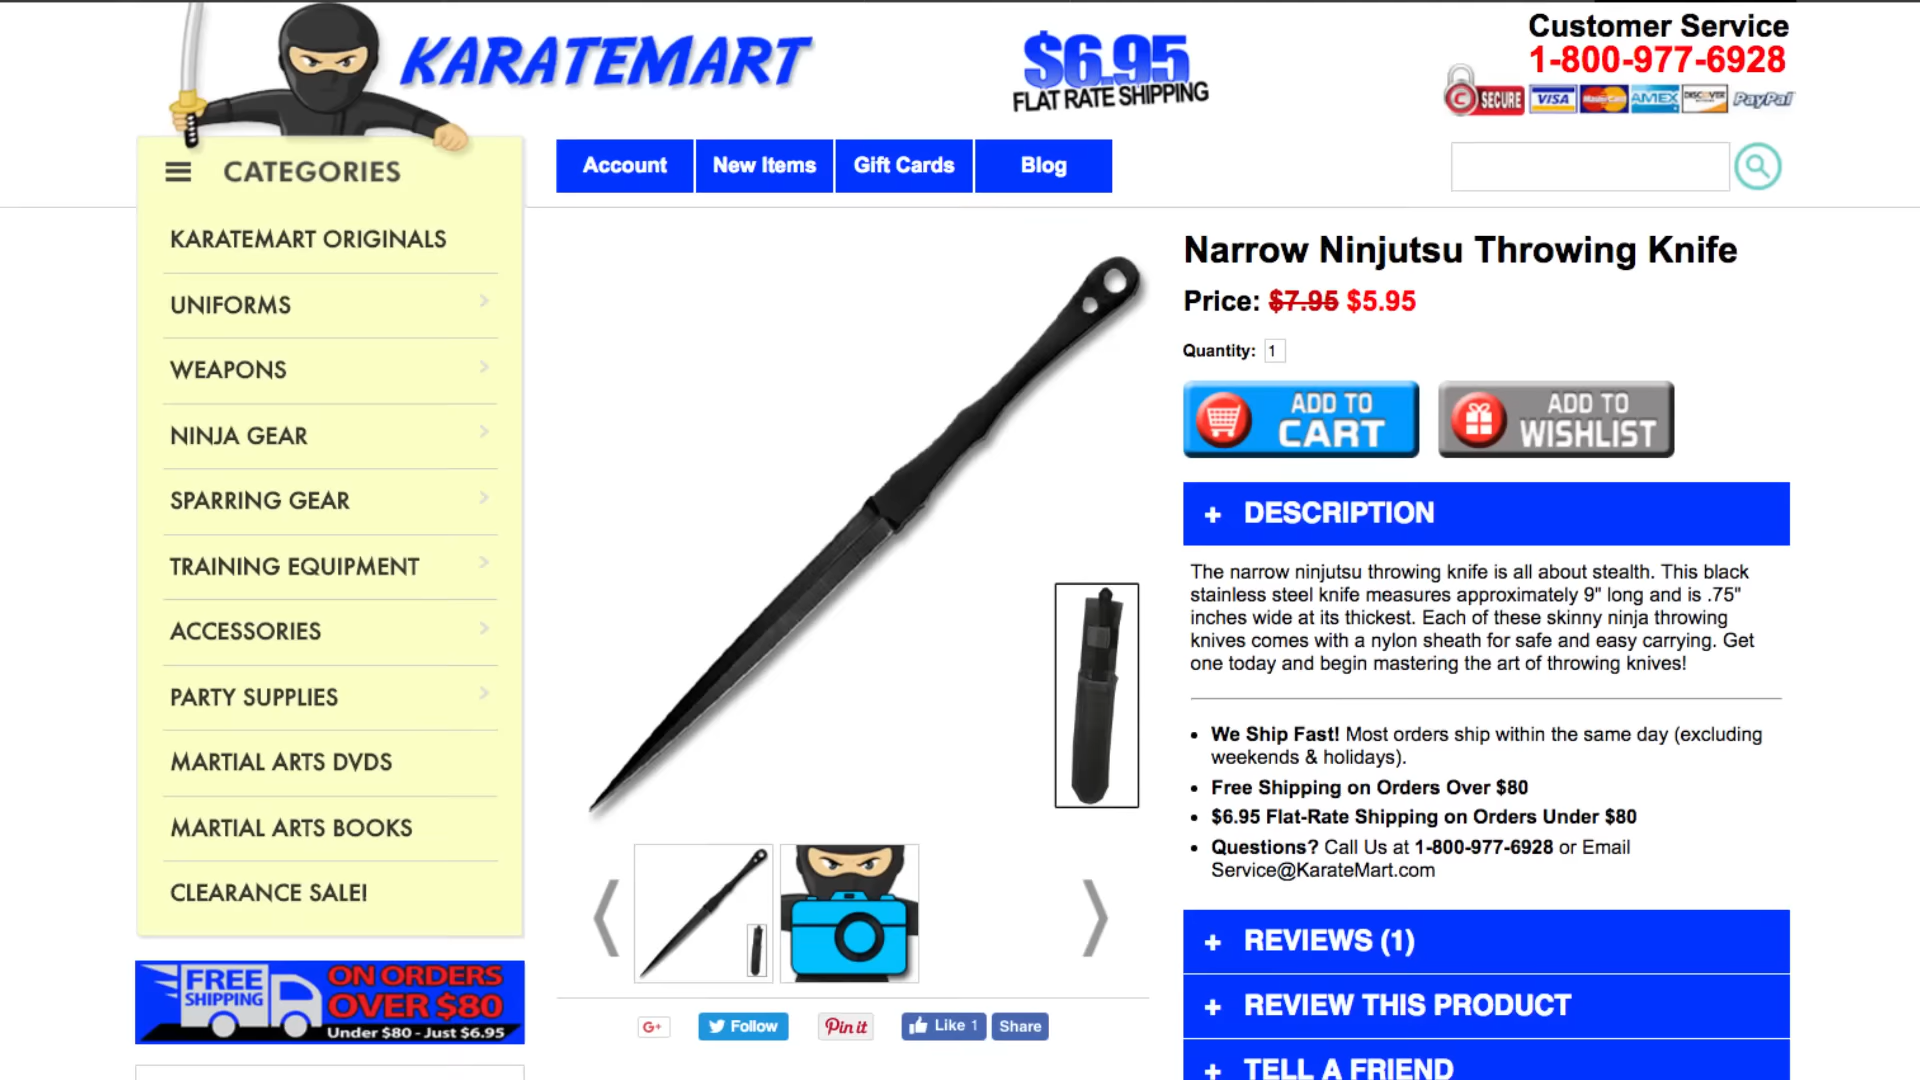 KARATEMART
$6.95
FLAT RATE SHIPPING
Customer Service
1-800-977-6928
SECURE VISA MasterCard AMEX DISCOVER PayPal
CATEGORIES
Account
New Items
Gift Cards
Blog
KARATEMART ORIGINALS
UNIFORMS
WEAPONS
NINJA GEAR
SPARRING GEAR
TRAINING EQUIPMENT
ACCESSORIES
PARTY SUPPLIES
MARTIAL ARTS DVDS
MARTIAL ARTS BOOKS
CLEARANCE SALE!
FREE SHIPPING
ON ORDERS
OVER $80
Under $80 - Just $6.95
G+
Follow
Pin it
Like 1
Share
Narrow Ninjutsu Throwing Knife
Price: $7.95 $5.95
Quantity: 1
ADD TO
CART
ADD TO
WISHLIST
+ DESCRIPTION
The narrow ninjutsu throwing knife is all about stealth. This black
stainless steel knife measures approximately 9" long and is .75"
inches wide at its thickest. Each of these skinny ninja throwing
knives comes with a nylon sheath for safe and easy carrying. Get
one today and begin mastering the art of throwing knives!
• We Ship Fast! Most orders ship within the same day (excluding
weekends & holidays).
• Free Shipping on Orders Over $80
• $6.95 Flat-Rate Shipping on Orders Under $80
• Questions? Call Us at 1-800-977-6928 or Email
Service@KarateMart.com
+ REVIEWS (1)
+ REVIEW THIS PRODUCT
+ TELL A FRIEND